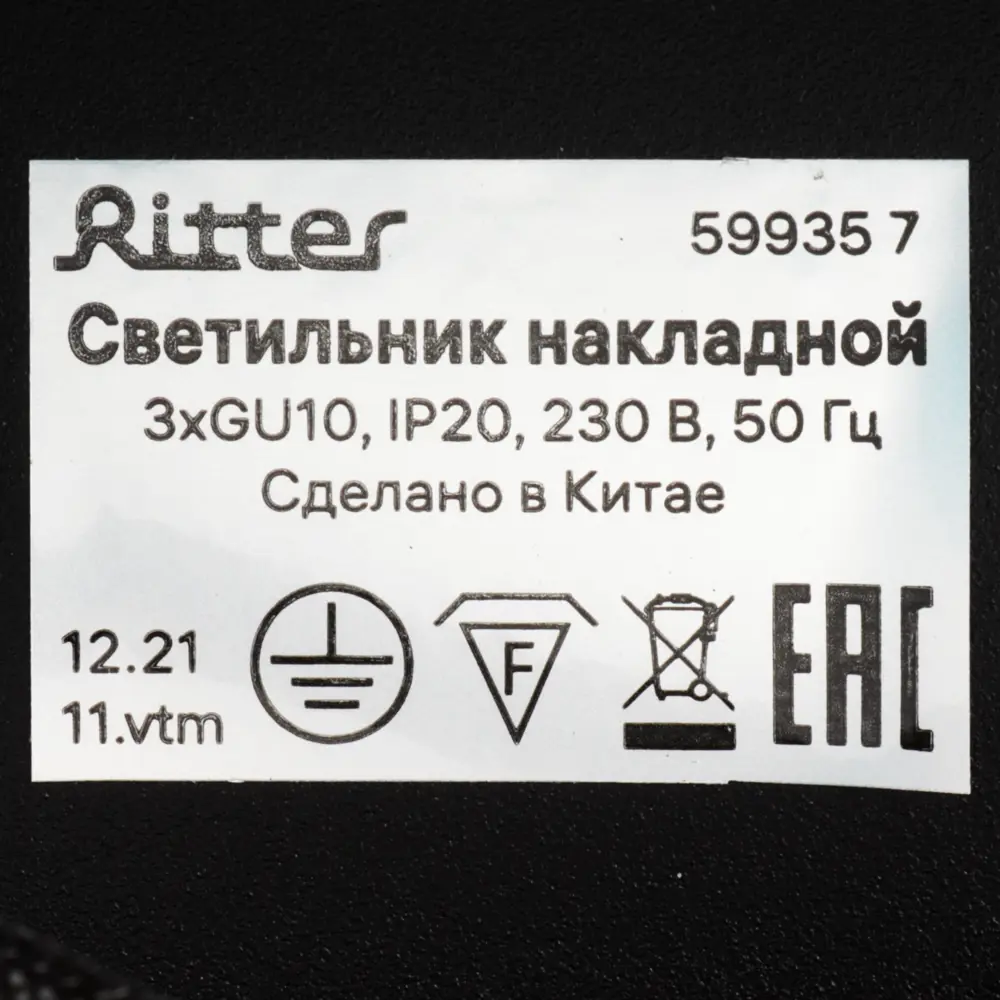 Ritter
59935 7
Светильник накладной
3xGU10, IP20, 230 В, 50 Гц
Сделано в Китае
12.21
11.vtm
F
EAC